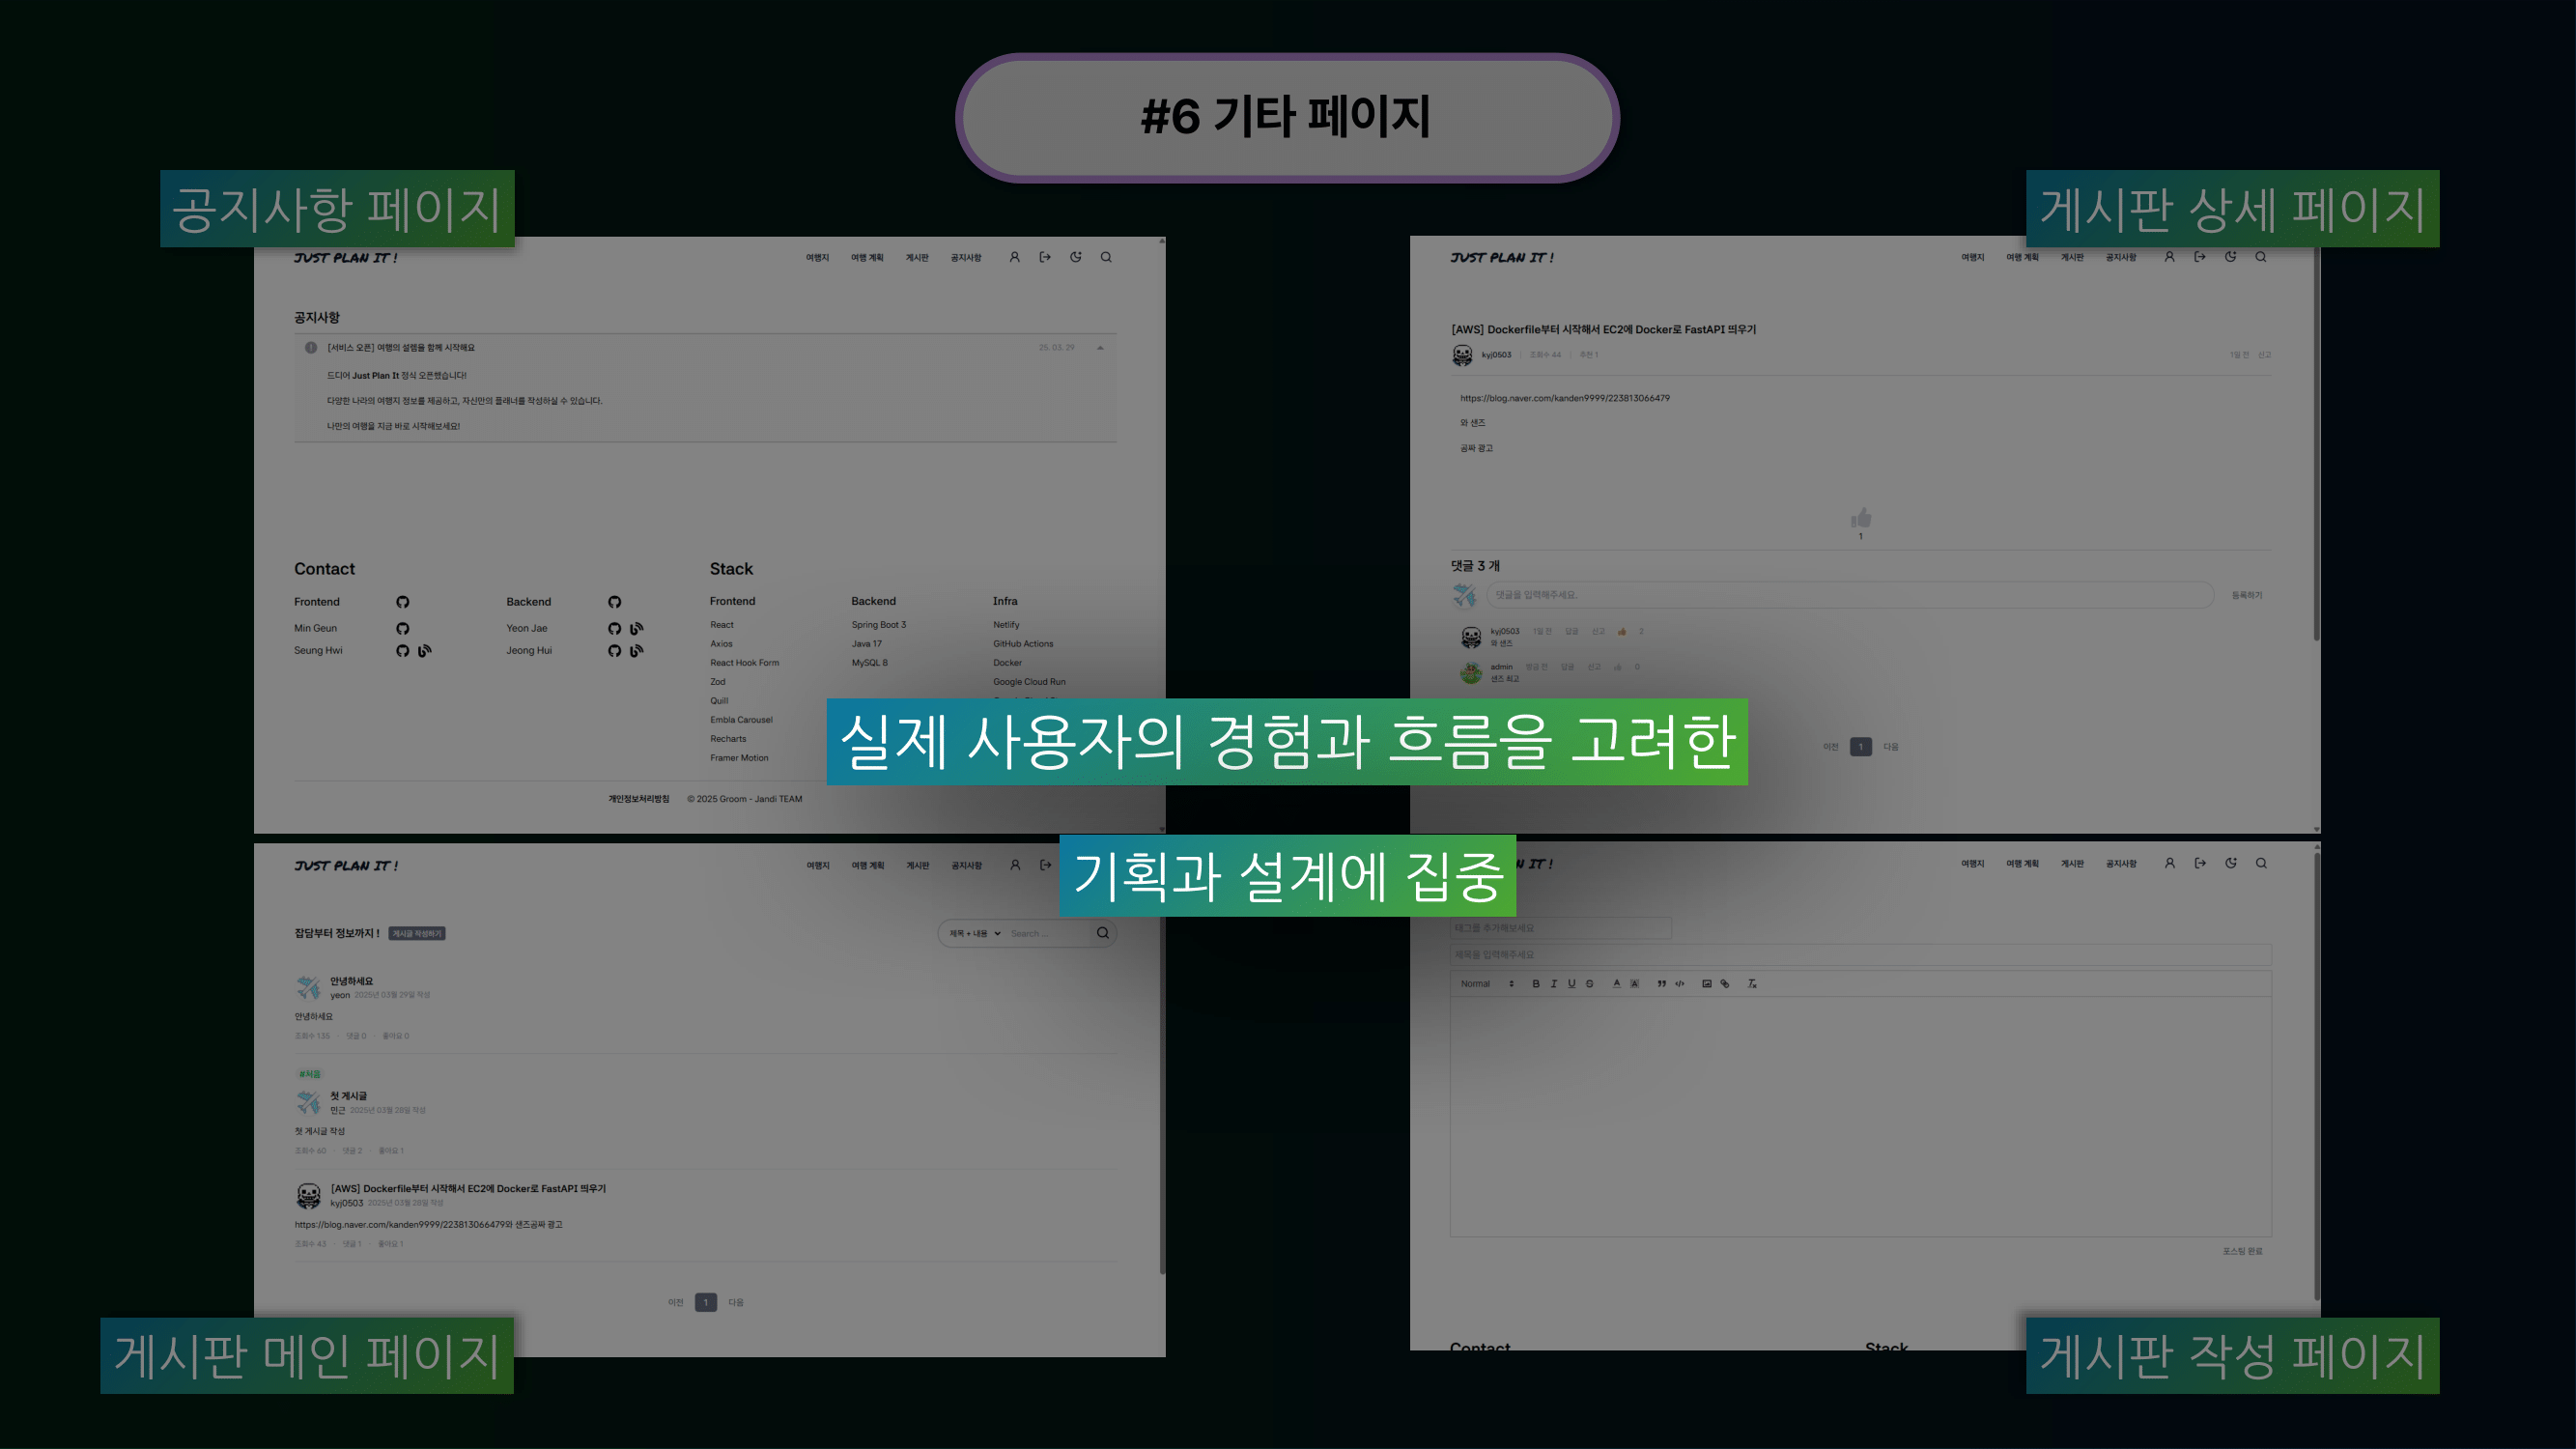 #6 기타 페이지
공지사항 페이지
JUST PLAN IT !
여행지 여행 계획 게시판 공지사항
공지사항
[서비스 오픈] 여행의 설렘을 함께 시작해요 25. 03. 29
드디어 Just Plan It 정식 오픈했습니다!
다양한 나라의 여행지 정보를 제공하고, 자신만의 플래너를 작성하실 수 있습니다.
나만의 여행을 지금 바로 시작해보세요!
Contact
Frontend Backend
Min Geun Yeon Jae
Seung Hwi Jeong Hui
Stack
Frontend Backend Infra
React Spring Boot 3 Netlify
Axios Java 17 GitHub Actions
React Hook Form MySQL 8 Docker
Zod Google Cloud Run
Quill
Embla Carousel
Recharts
Framer Motion
개인정보처리방침 © 2025 Groom - Jandi TEAM
게시판 상세 페이지
JUST PLAN IT !
여행지 여행 계획 게시판 공지사항
[AWS] Dockerfile부터 시작해서 EC2에 Docker로 FastAPI 띄우기
kyj0503 조회수 44 추천 1 1일 전 신고
https://blog.naver.com/kanden9999/223813066479
와 샌즈
공짜 광고
1
댓글 3 개
댓글을 입력해주세요. 등록하기
kyj0503 1일 전 답글 신고 2
와 샌즈
admin 방금 전 답글 신고 0
샌즈 최고
이전 1 다음
실제 사용자의 경험과 흐름을 고려한
기획과 설계에 집중
JUST PLAN IT !
여행지 여행 계획 게시판 공지사항
잡담부터 정보까지 ! 게시글 작성하기
제목 + 내용 Search ...
안녕하세요
yeon 2025년 03월 29일 작성
안녕하세요
조회수 135 · 댓글 0 · 좋아요 0
#처음
첫 게시글
민근 2025년 03월 28일 작성
첫 게시글 작성
조회수 60 · 댓글 2 · 좋아요 1
[AWS] Dockerfile부터 시작해서 EC2에 Docker로 FastAPI 띄우기
kyj0503 2025년 03월 28일 작성
https://blog.naver.com/kanden9999/223813066479와 샌즈공짜 광고
조회수 43 · 댓글 1 · 좋아요 1
이전 1 다음
게시판 메인 페이지
IT !
여행지 여행 계획 게시판 공지사항
태그를 추가해보세요
제목을 입력해주세요
Normal
포스팅 완료
Contact Stack
게시판 작성 페이지